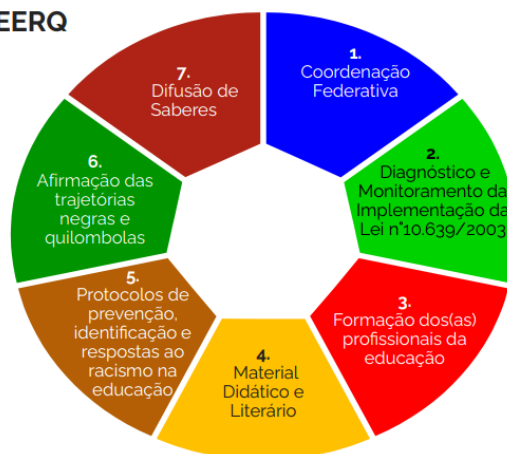 EERQ
1.
Coordenação
Federativa
2.
Diagnóstico e
Monitoramento da
Implementação da
Lei n°10.639/2003
3.
Formação dos(as)
profissionais da
educação
4.
Material
Didático e
Literário
5.
Protocolos de
prevenção,
identificação e
respostas ao
racismo na
educação
6.
Afirmação das
trajetórias
negras e
quilombolas
7.
Difusão de
Saberes